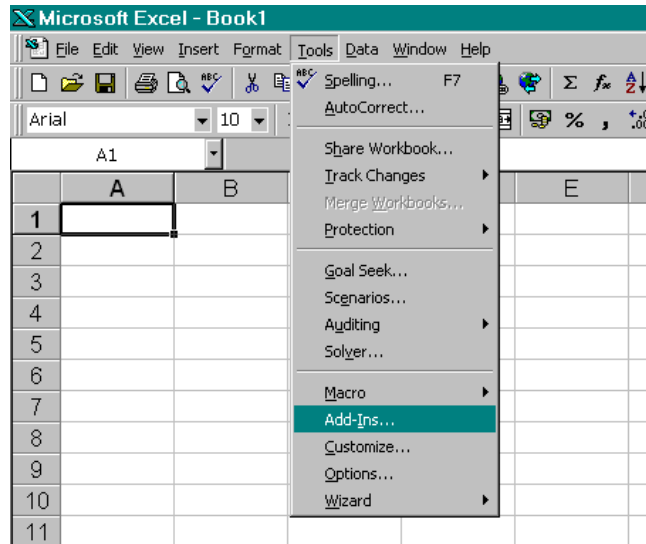 Microsoft Excel - Book1
File Edit View Insert Format Tools Data Window Help
Arial 10 % ,
A1
A B E
1
2
3
4
5
6
7
8
9
10
11
Spelling... F7
AutoCorrect...
Share Workbook...
Track Changes
Merge Workbooks...
Protection
Goal Seek...
Scenarios...
Auditing
Solver...
Macro
Add-Ins...
Customize...
Options...
Wizard